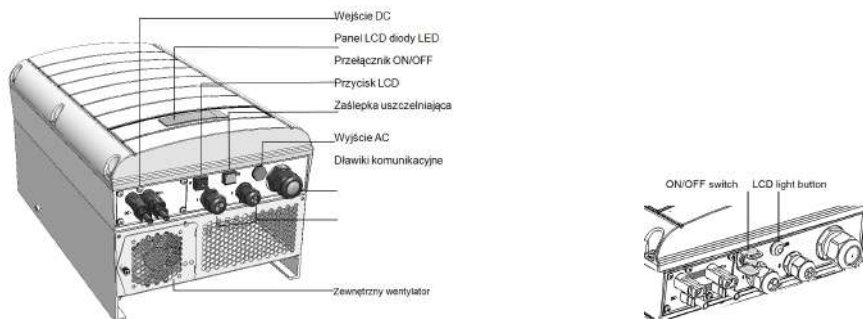 Wejście DC
Panel LCD diody LED
Przełącznik ON/OFF
Przycisk LCD
Zaślepka uszczelniająca
Wyjście AC
Dławiki komunikacyjne
Zewnętrzny wentylator
ON/OFF switch
LCD light button